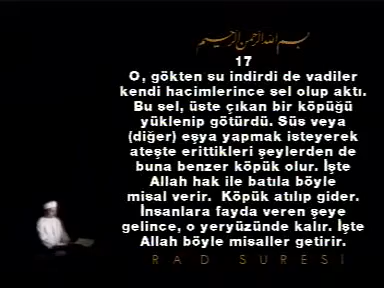 بسم الله الرحمن الرحيم
17
O, gökten su indirdi de vadiler
kendi hacimlerince sel olup aktı.
Bu sel, üste çıkan bir köpüğü
yüklenip götürdü. Süs veya
(diğer) eşya yapmak isteyerek
ateşte erittikleri şeylerden de
buna benzer köpük olur. İşte
Allah hak ile batıla böyle
misal verir.  Köpük atılıp gider.
İnsanlara fayda veren şeye
gelince, o yeryüzünde kalır. İşte
Allah böyle misaller getirir.
RAD SURESİ